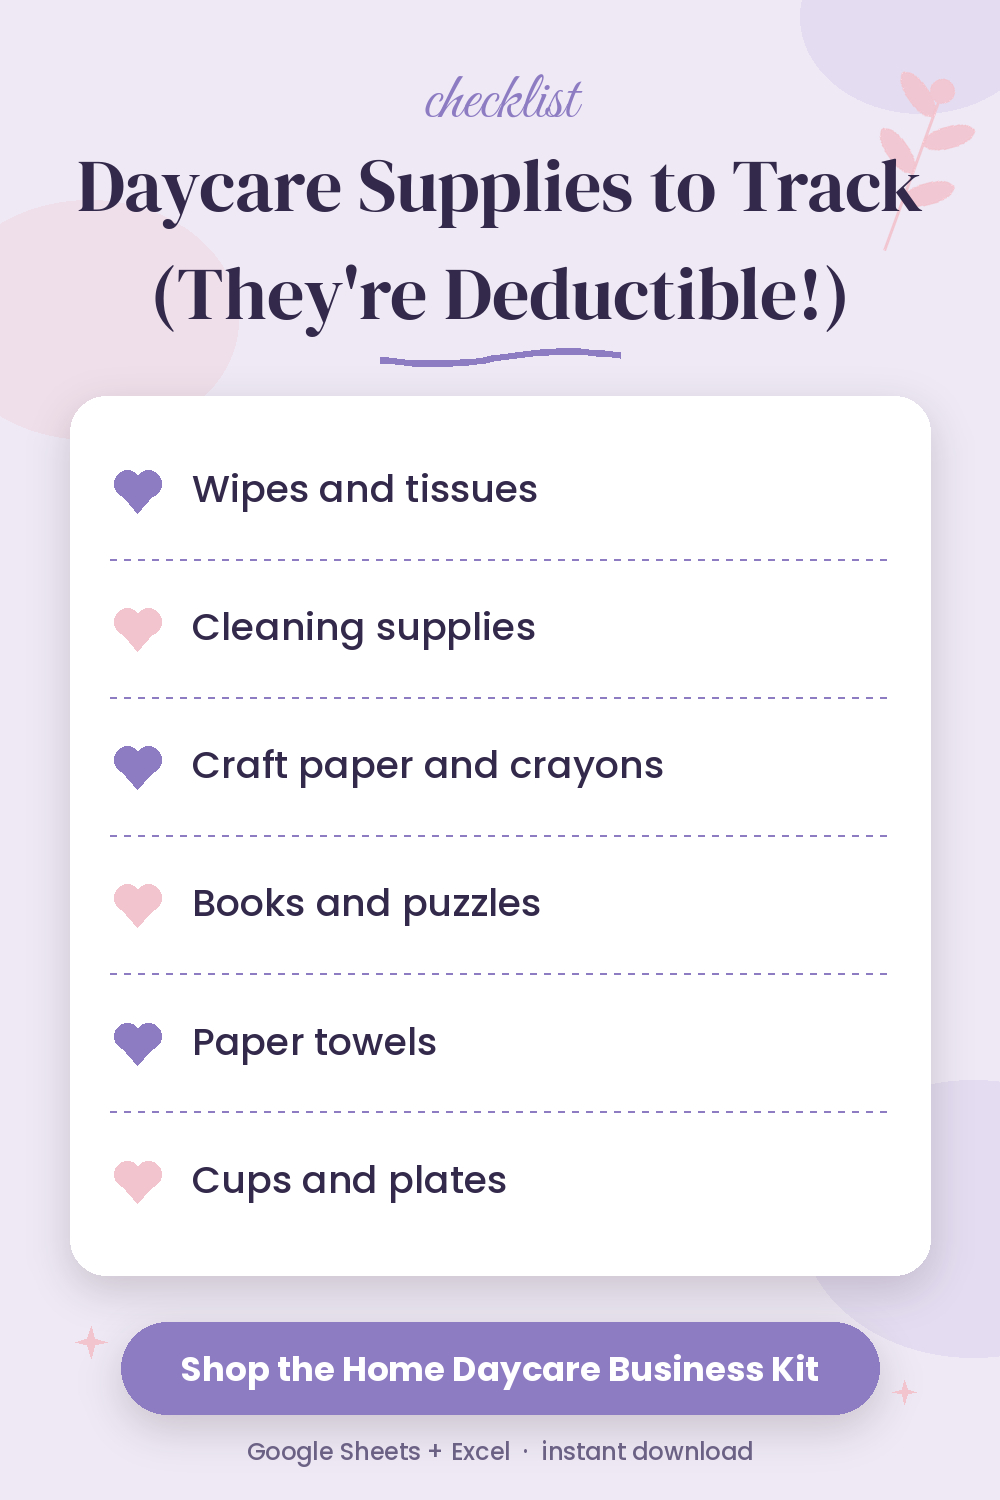 checklist
Daycare Supplies to Track
(They're Deductible!)
Wipes and tissues
Cleaning supplies
Craft paper and crayons
Books and puzzles
Paper towels
Cups and plates
Shop the Home Daycare Business Kit
Google Sheets + Excel · instant download